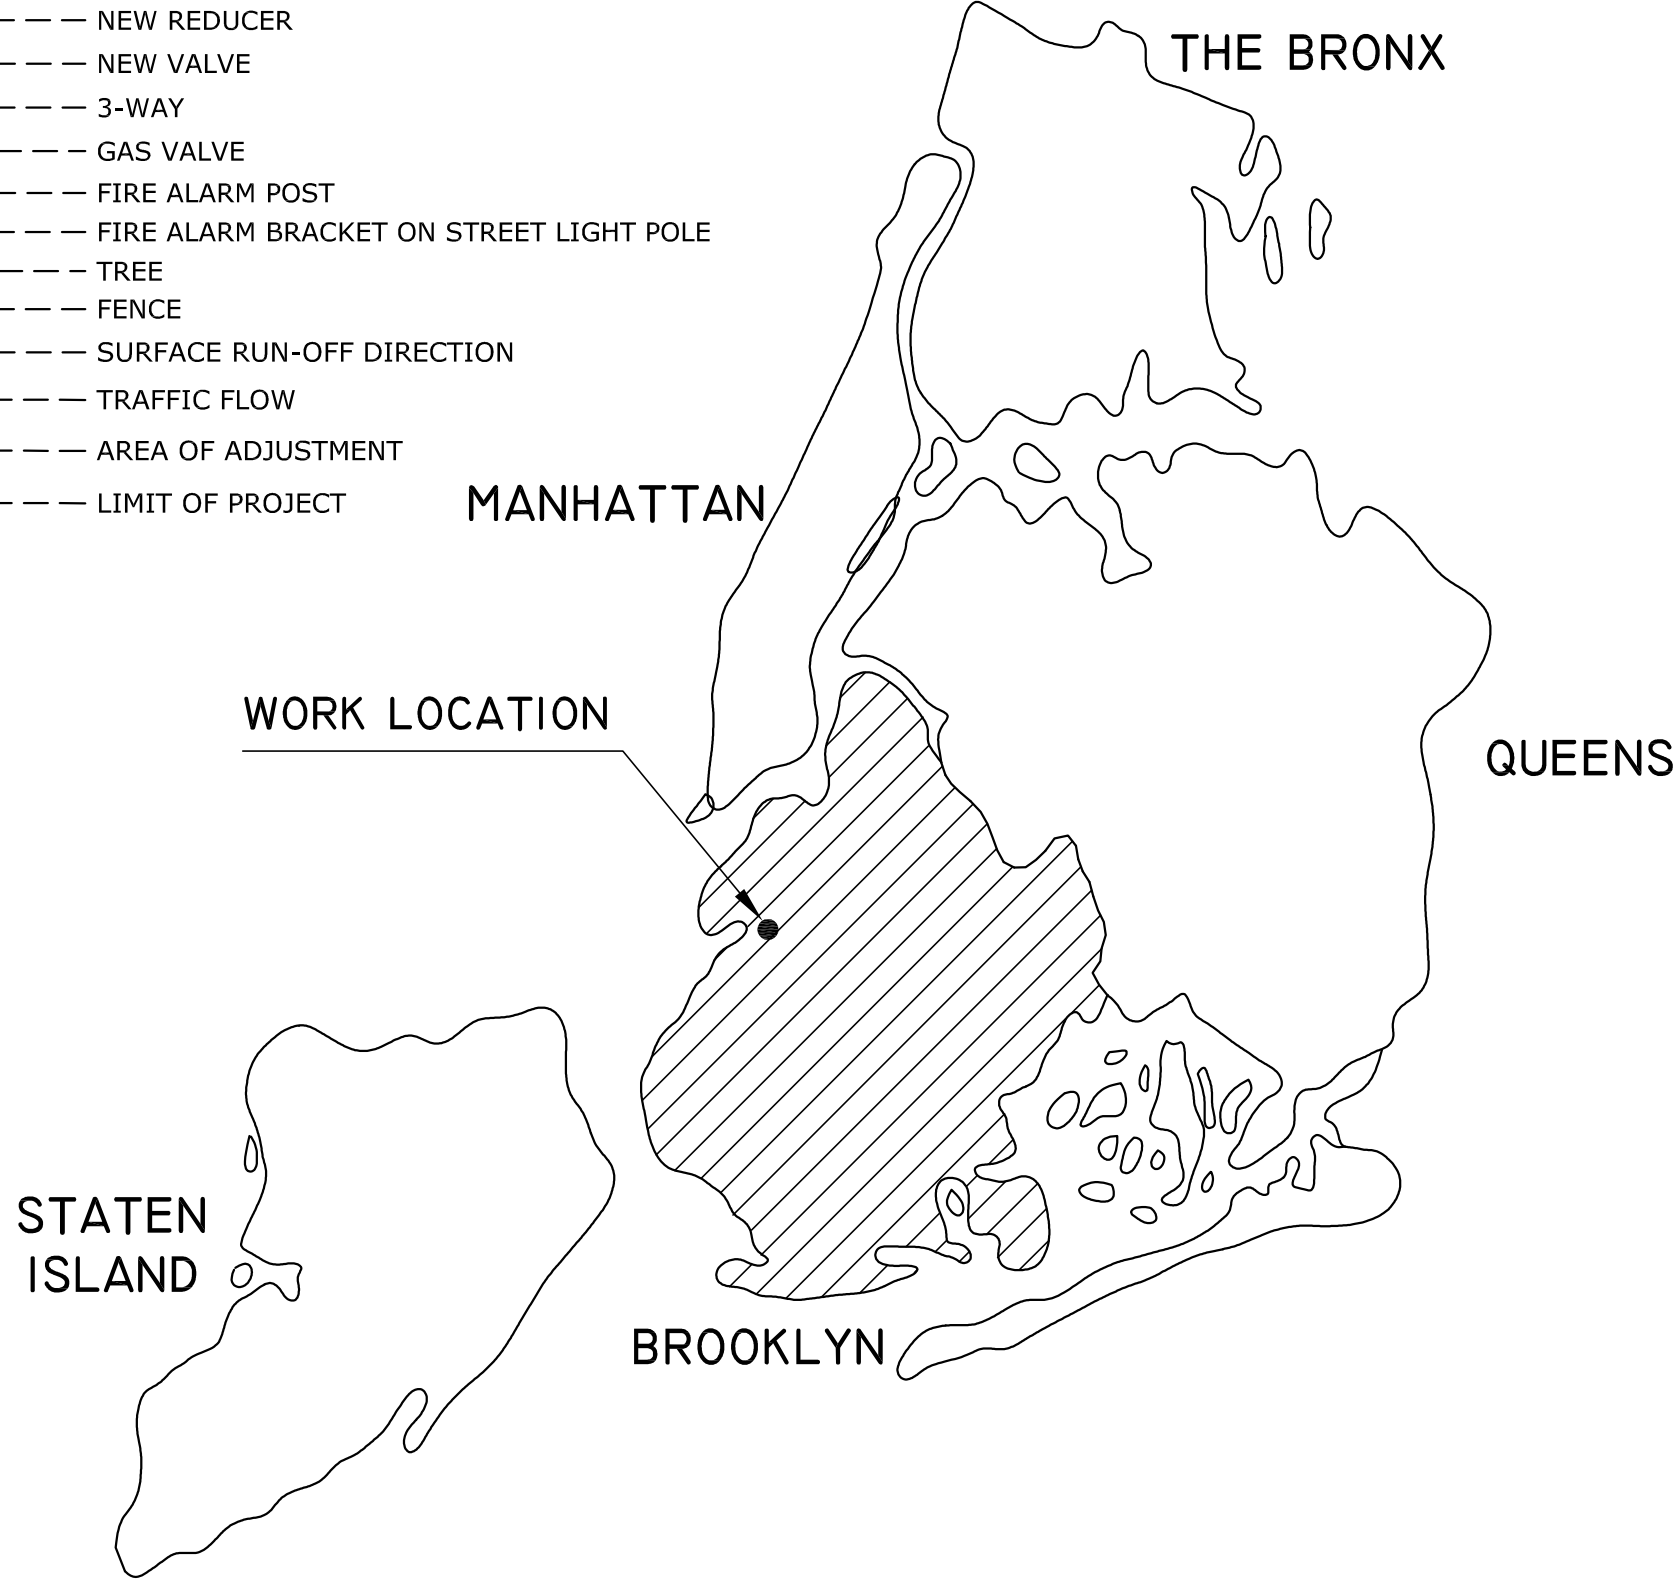 NEW REDUCER
NEW VALVE
3-WAY
GAS VALVE
FIRE ALARM POST
FIRE ALARM BRACKET ON STREET LIGHT POLE
TREE
FENCE
SURFACE RUN-OFF DIRECTION
TRAFFIC FLOW
AREA OF ADJUSTMENT
LIMIT OF PROJECT
THE BRONX
MANHATTAN
WORK LOCATION
QUEENS
STATEN
ISLAND
BROOKLYN